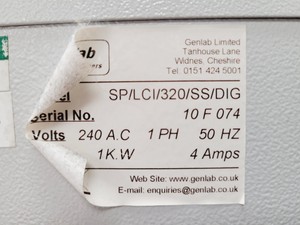 Genlab Limited
Tanhouse Lane
Widnes, Cheshire
Tel: 0151 424 5001
lab
SP/LCI/320/SS/DIG
Serial No. 10 F 074
Volts 240 A.C 1 PH 50 HZ
1K.W 4 Amps
Web Site: www.genlab.co.uk
E-mail: enquiries@genlab.co.uk